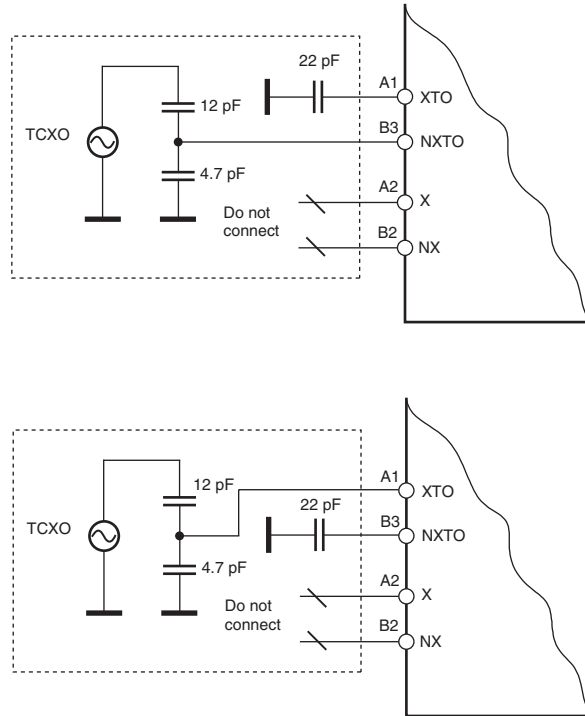 22 pF
A1
XTO
12 pF
TCXO
B3
NXTO
4.7 pF
A2
X
Do not
connect
B2
NX
A1
XTO
12 pF
22 pF
TCXO
B3
NXTO
4.7 pF
A2
X
Do not
connect
B2
NX